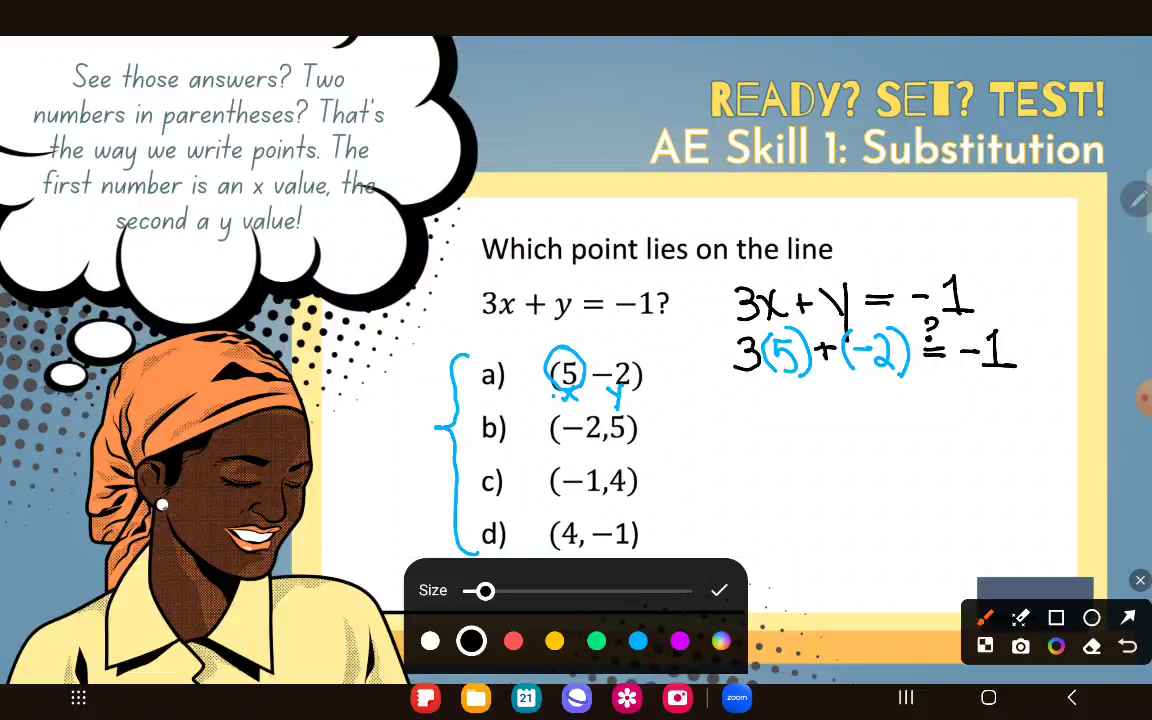 See those answers? Two
numbers in parentheses? That's
the way we write points. The
first number is an x value, the
second a y value!
READY? SET? TEST!
AE Skill 1: Substitution
Which point lies on the line
3x + y = −1?
3x + y = -1
3(5) + (-2) ?= -1
a) (5 −2)
x y
b) (−2,5)
c) (−1,4)
d) (4, −1)
Size
21
zoom